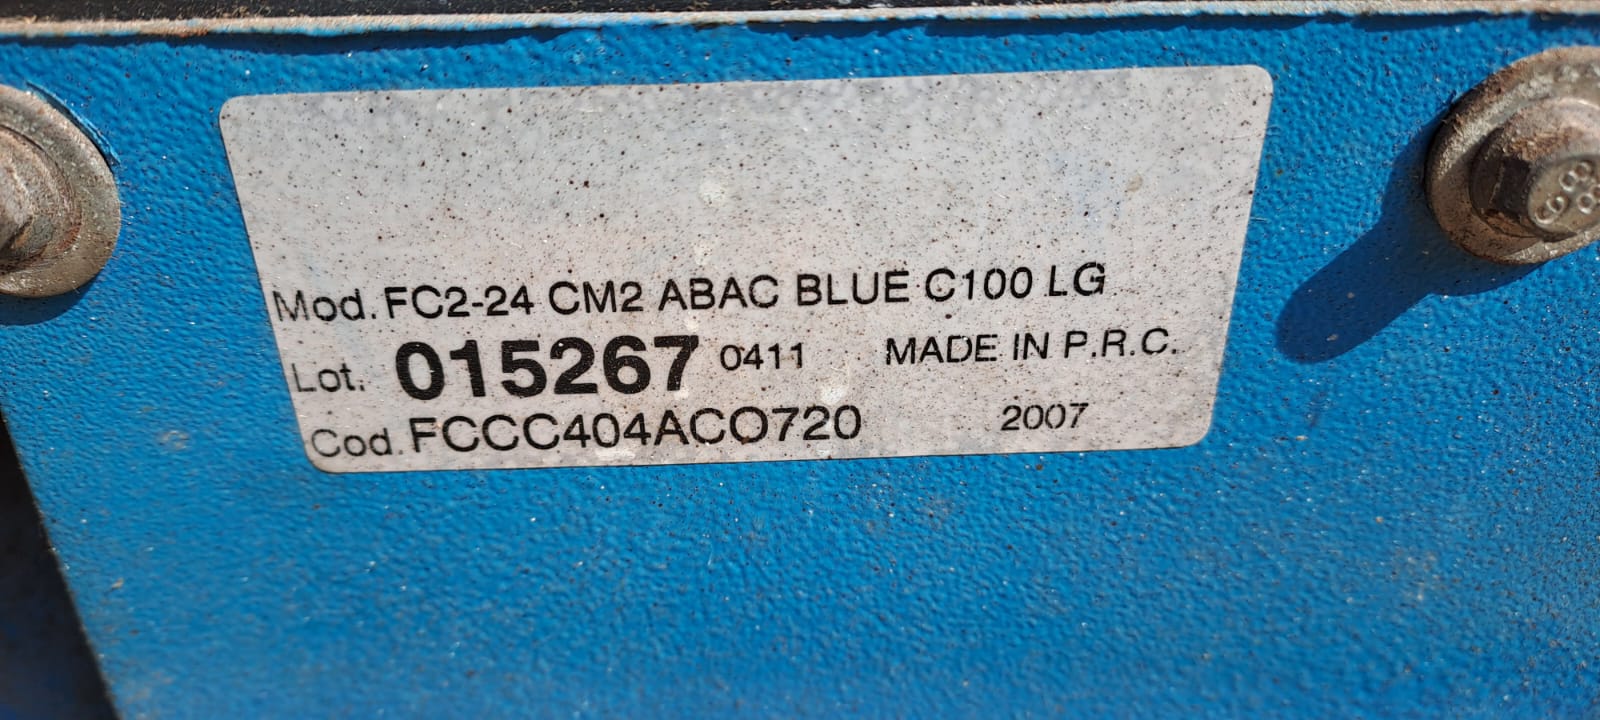 Mod. FC2-24 CM2 ABAC BLUE C100 LG
Lot. 015267 0411 MADE IN P.R.C.
Cod. FCCC404ACO720 2007